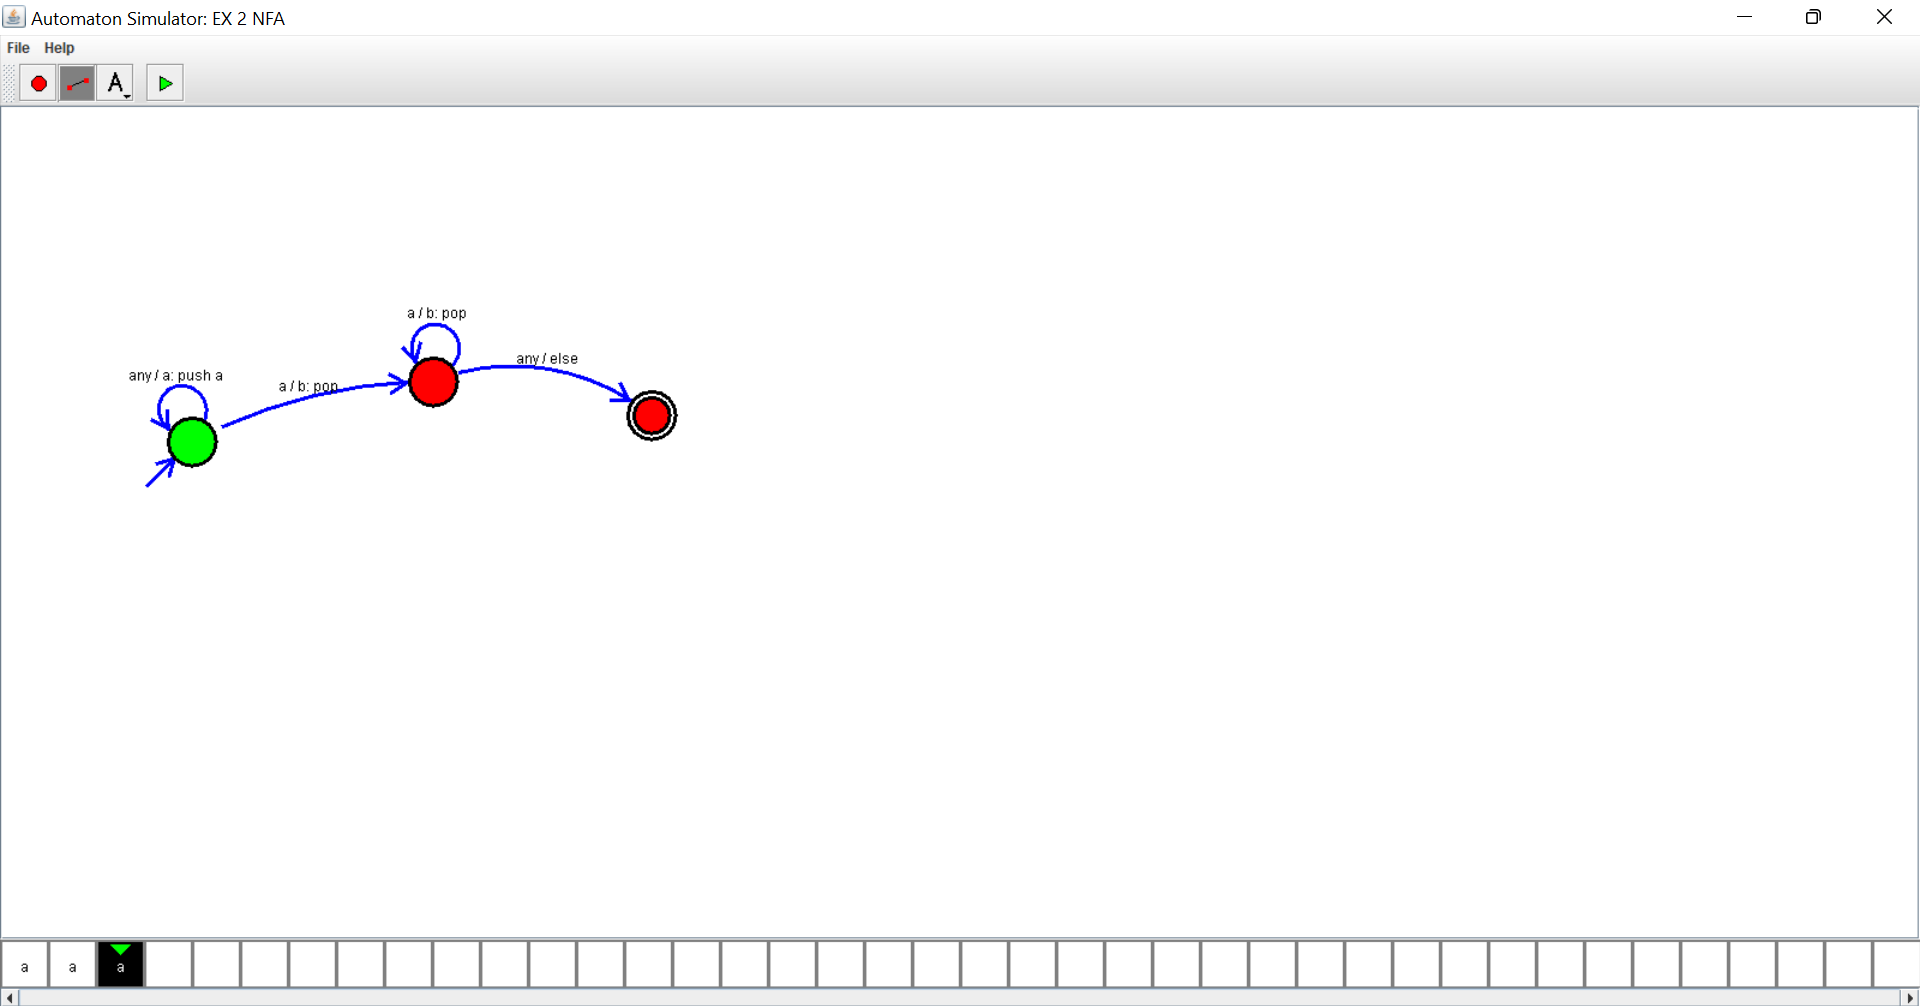 Automaton Simulator: EX 2 NFA
File Help
A
a / b: pop
any / else
any / a: push a
a / b: pop
a a a